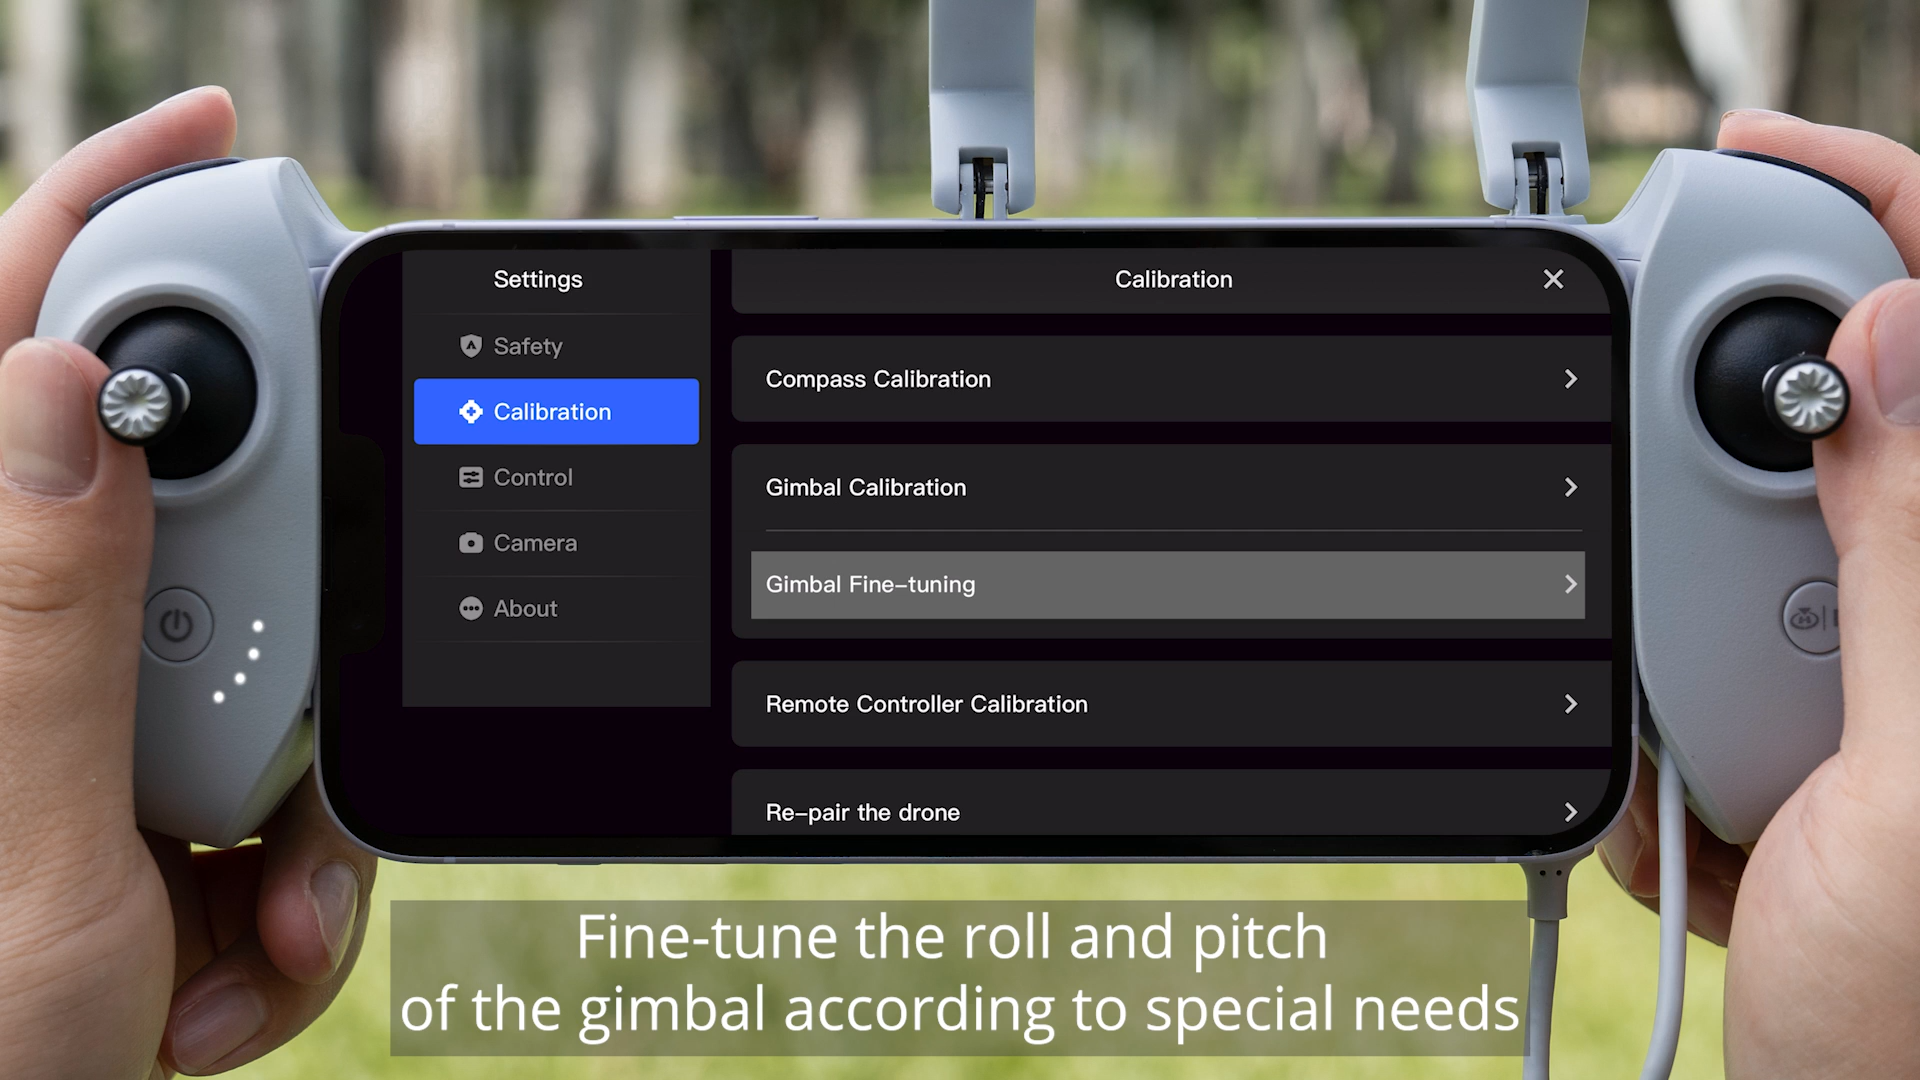 Settings
Safety
Calibration
Control
Camera
About
Calibration
Compass Calibration
Gimbal Calibration
Gimbal Fine-tuning
Remote Controller Calibration
Re-pair the drone
Fine-tune the roll and pitch
of the gimbal according to special needs